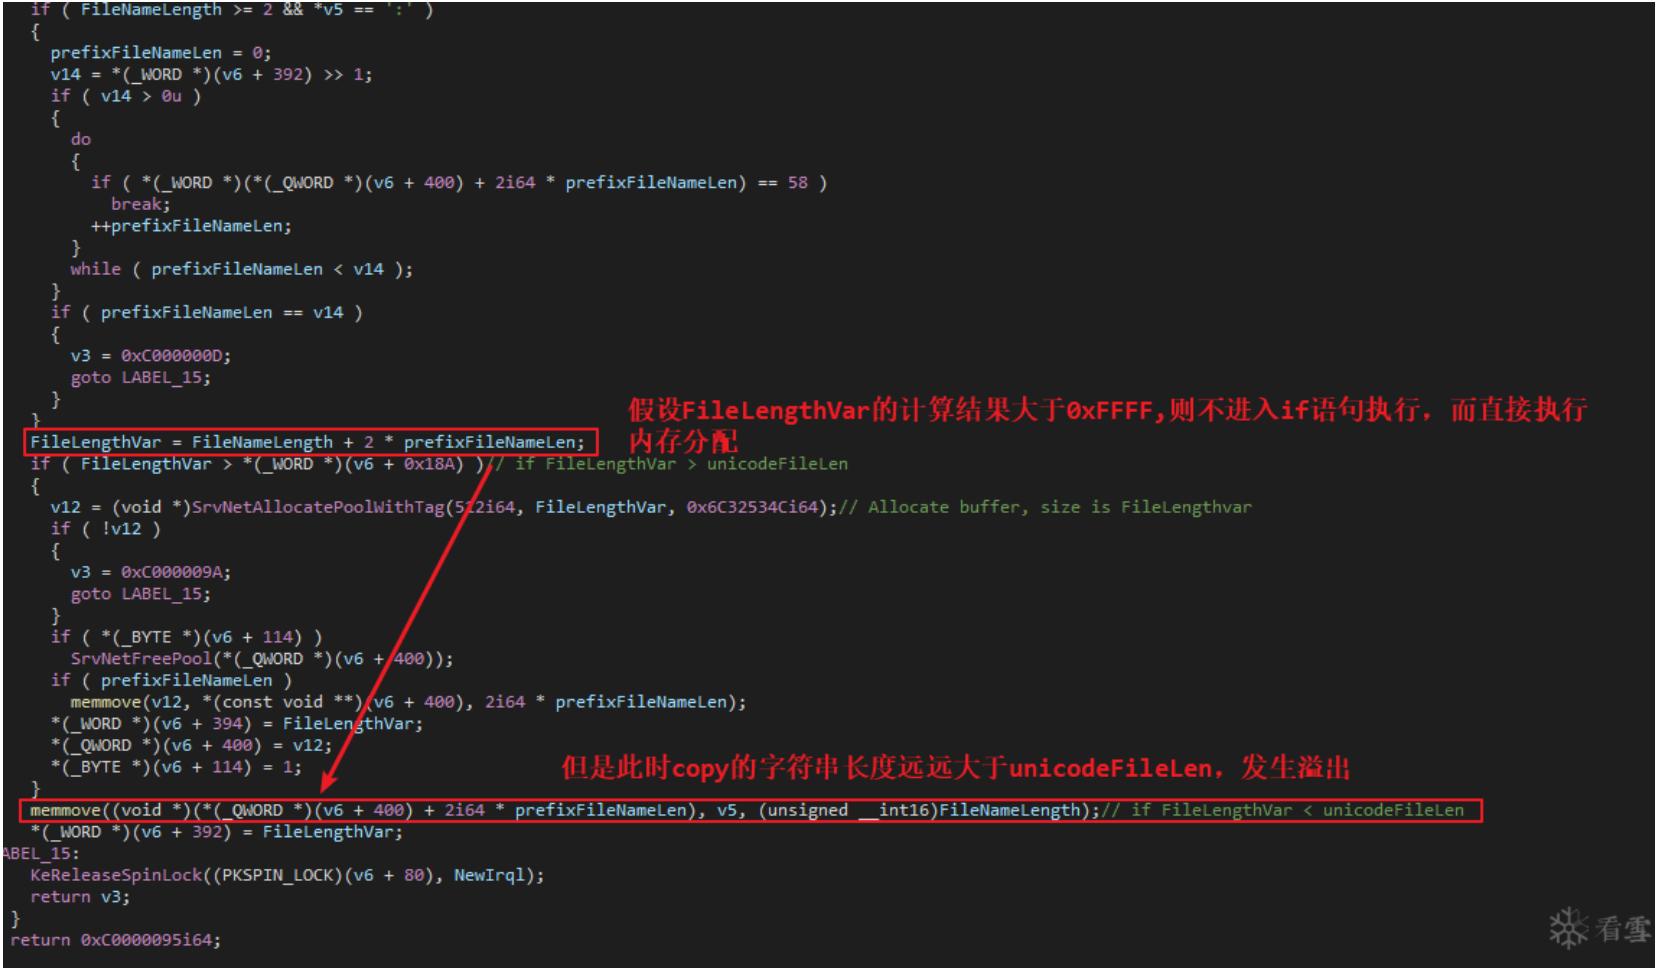 if ( FileNameLength >= 2 && *v5 == ':' )
{
prefixFileNameLen = 0;
v14 = *(_WORD *)(v6 + 392) >> 1;
if ( v14 > 0u )
{
do
{
if ( *(_WORD *)(*(_QWORD *)(v6 + 400) + 2i64 * prefixFileNameLen) == 58 )
break;
++prefixFileNameLen;
}
while ( prefixFileNameLen < v14 );
}
if ( prefixFileNameLen == v14 )
{
v3 = 0xC000000D;
goto LABEL_15;
}
}
假设FileLengthVar的计算结果大于0xFFFF,则不进入if语句执行，而直接执行
内存分配
FileLengthVar = FileNameLength + 2 * prefixFileNameLen;
if ( FileLengthVar > *(_WORD *)(v6 + 0x18A) )// if FileLengthVar > unicodeFileLen
{
v12 = (void *)SrvNetAllocatePoolWithTag(512i64, FileLengthVar, 0x6C32534Ci64);// Allocate buffer, size is FileLengthvar
if ( !v12 )
{
v3 = 0xC000009A;
goto LABEL_15;
}
if ( *(_BYTE *)(v6 + 114) )
SrvNetFreePool(*(_QWORD *)(v6 + 400));
if ( prefixFileNameLen )
memmove(v12, *(const void **)(v6 + 400), 2i64 * prefixFileNameLen);
*(_WORD *)(v6 + 394) = FileLengthVar;
*(_QWORD *)(v6 + 400) = v12;
*(_BYTE *)(v6 + 114) = 1;
}
但是此时copy的字符串长度远远大于unicodeFileLen，发生溢出
memmove((void *)(*(_QWORD *)(v6 + 400) + 2i64 * prefixFileNameLen), v5, (unsigned __int16)FileNameLength);// if FileLengthVar < unicodeFileLen
*(_WORD *)(v6 + 392) = FileLengthVar;
ABEL_15:
KeReleaseSpinLock((PKSPIN_LOCK)(v6 + 80), NewIrql);
return v3;
}
return 0xC0000095i64;
看雪